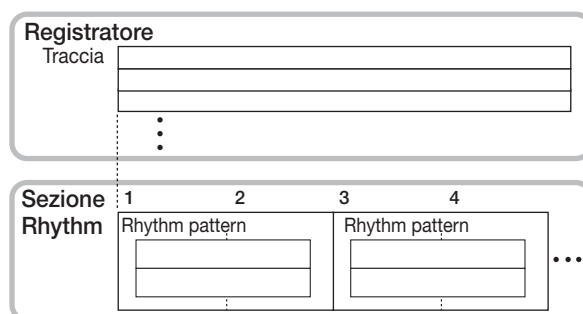 Registratore
Traccia
Sezione
Rhythm
1 2 3 4
Rhythm pattern Rhythm pattern